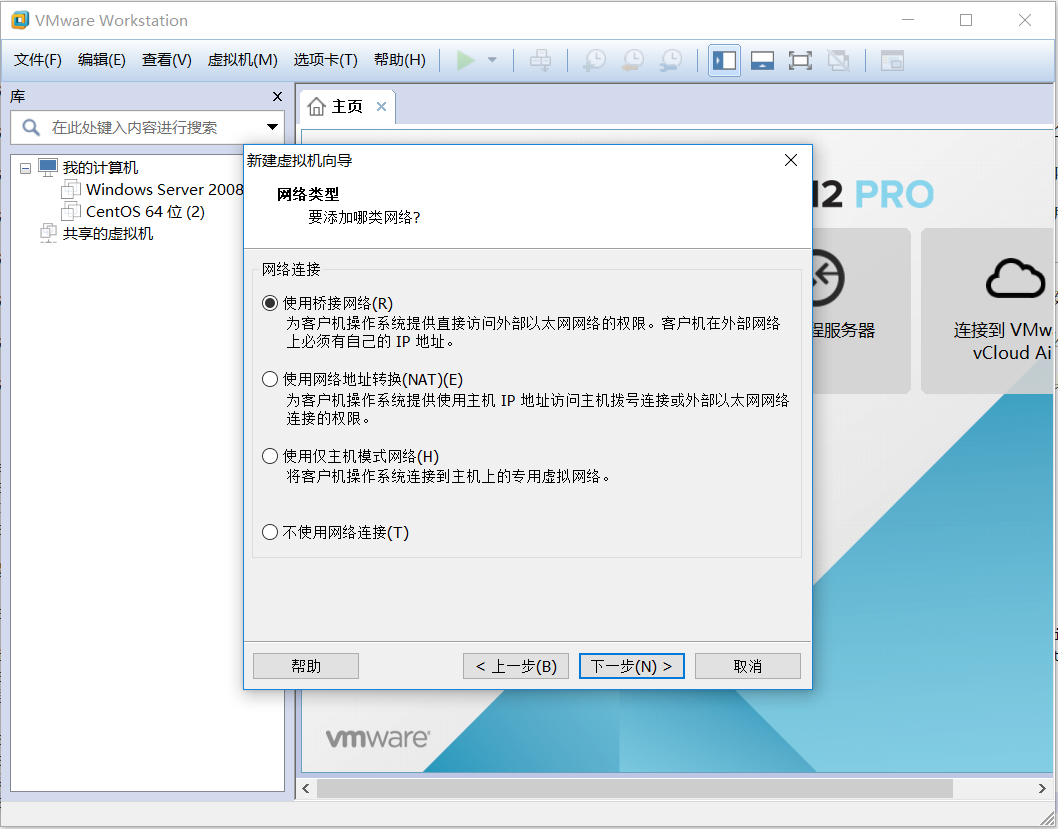 VMware Workstation
文件(F) 编辑(E) 查看(V) 虚拟机(M) 选项卡(T) 帮助(H)
库
主页
在此处键入内容进行搜索
我的计算机
Windows Server 2008
CentOS 64 位 (2)
共享的虚拟机
新建虚拟机向导
网络类型
要添加哪类网络?
网络连接
使用桥接网络(R)
为客户机操作系统提供直接访问外部以太网网络的权限。客户机在外部网络
上必须有自己的 IP 地址。
使用网络地址转换(NAT)(E)
为客户机操作系统提供使用主机 IP 地址访问主机拨号连接或外部以太网网络
连接的权限。
使用仅主机模式网络(H)
将客户机操作系统连接到主机上的专用虚拟网络。
不使用网络连接(T)
帮助
< 上一步(B)
下一步(N) >
取消
12 PRO
程服务器
连接到 VMw
vCloud Ai
vmware